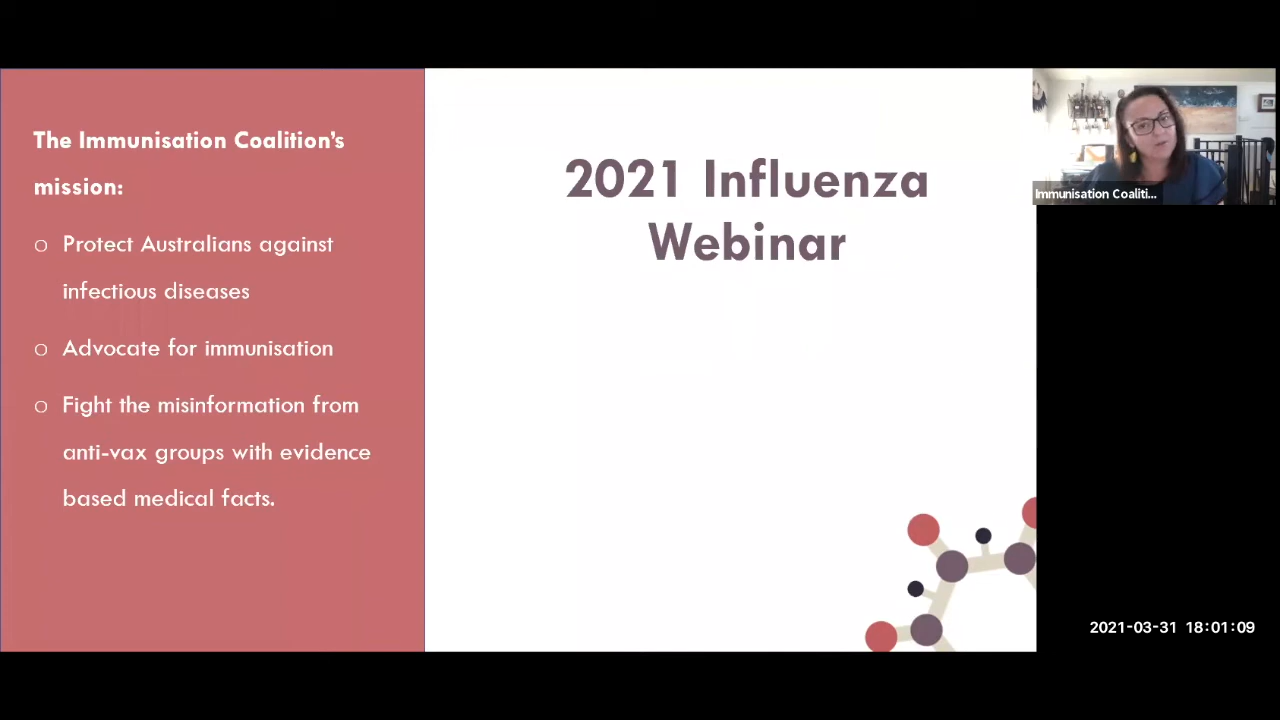 The Immunisation Coalition's
mission:
o Protect Australians against
infectious diseases
o Advocate for immunisation
o Fight the misinformation from
anti-vax groups with evidence
based medical facts.
2021 Influenza
Webinar
Immunisation Coaliti...
2021-03-31 18:01:09